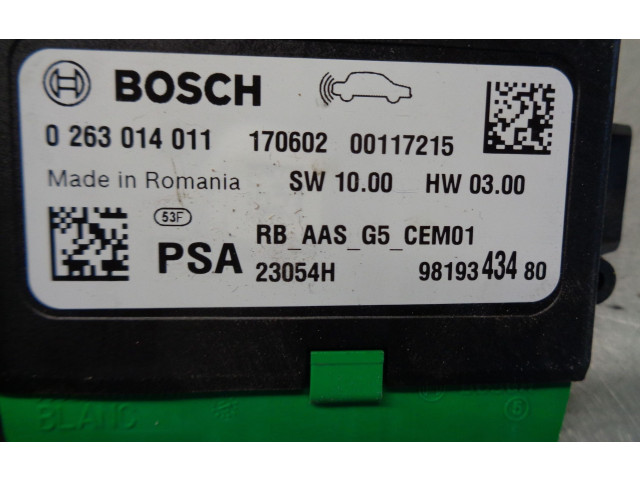 BOSCH
0 263 014 011 170602 00117215
Made in Romania SW 10.00 HW 03.00
53F
PSA RB_AAS_G5_CEM01
23054H 98193 434 80
BLANC
8